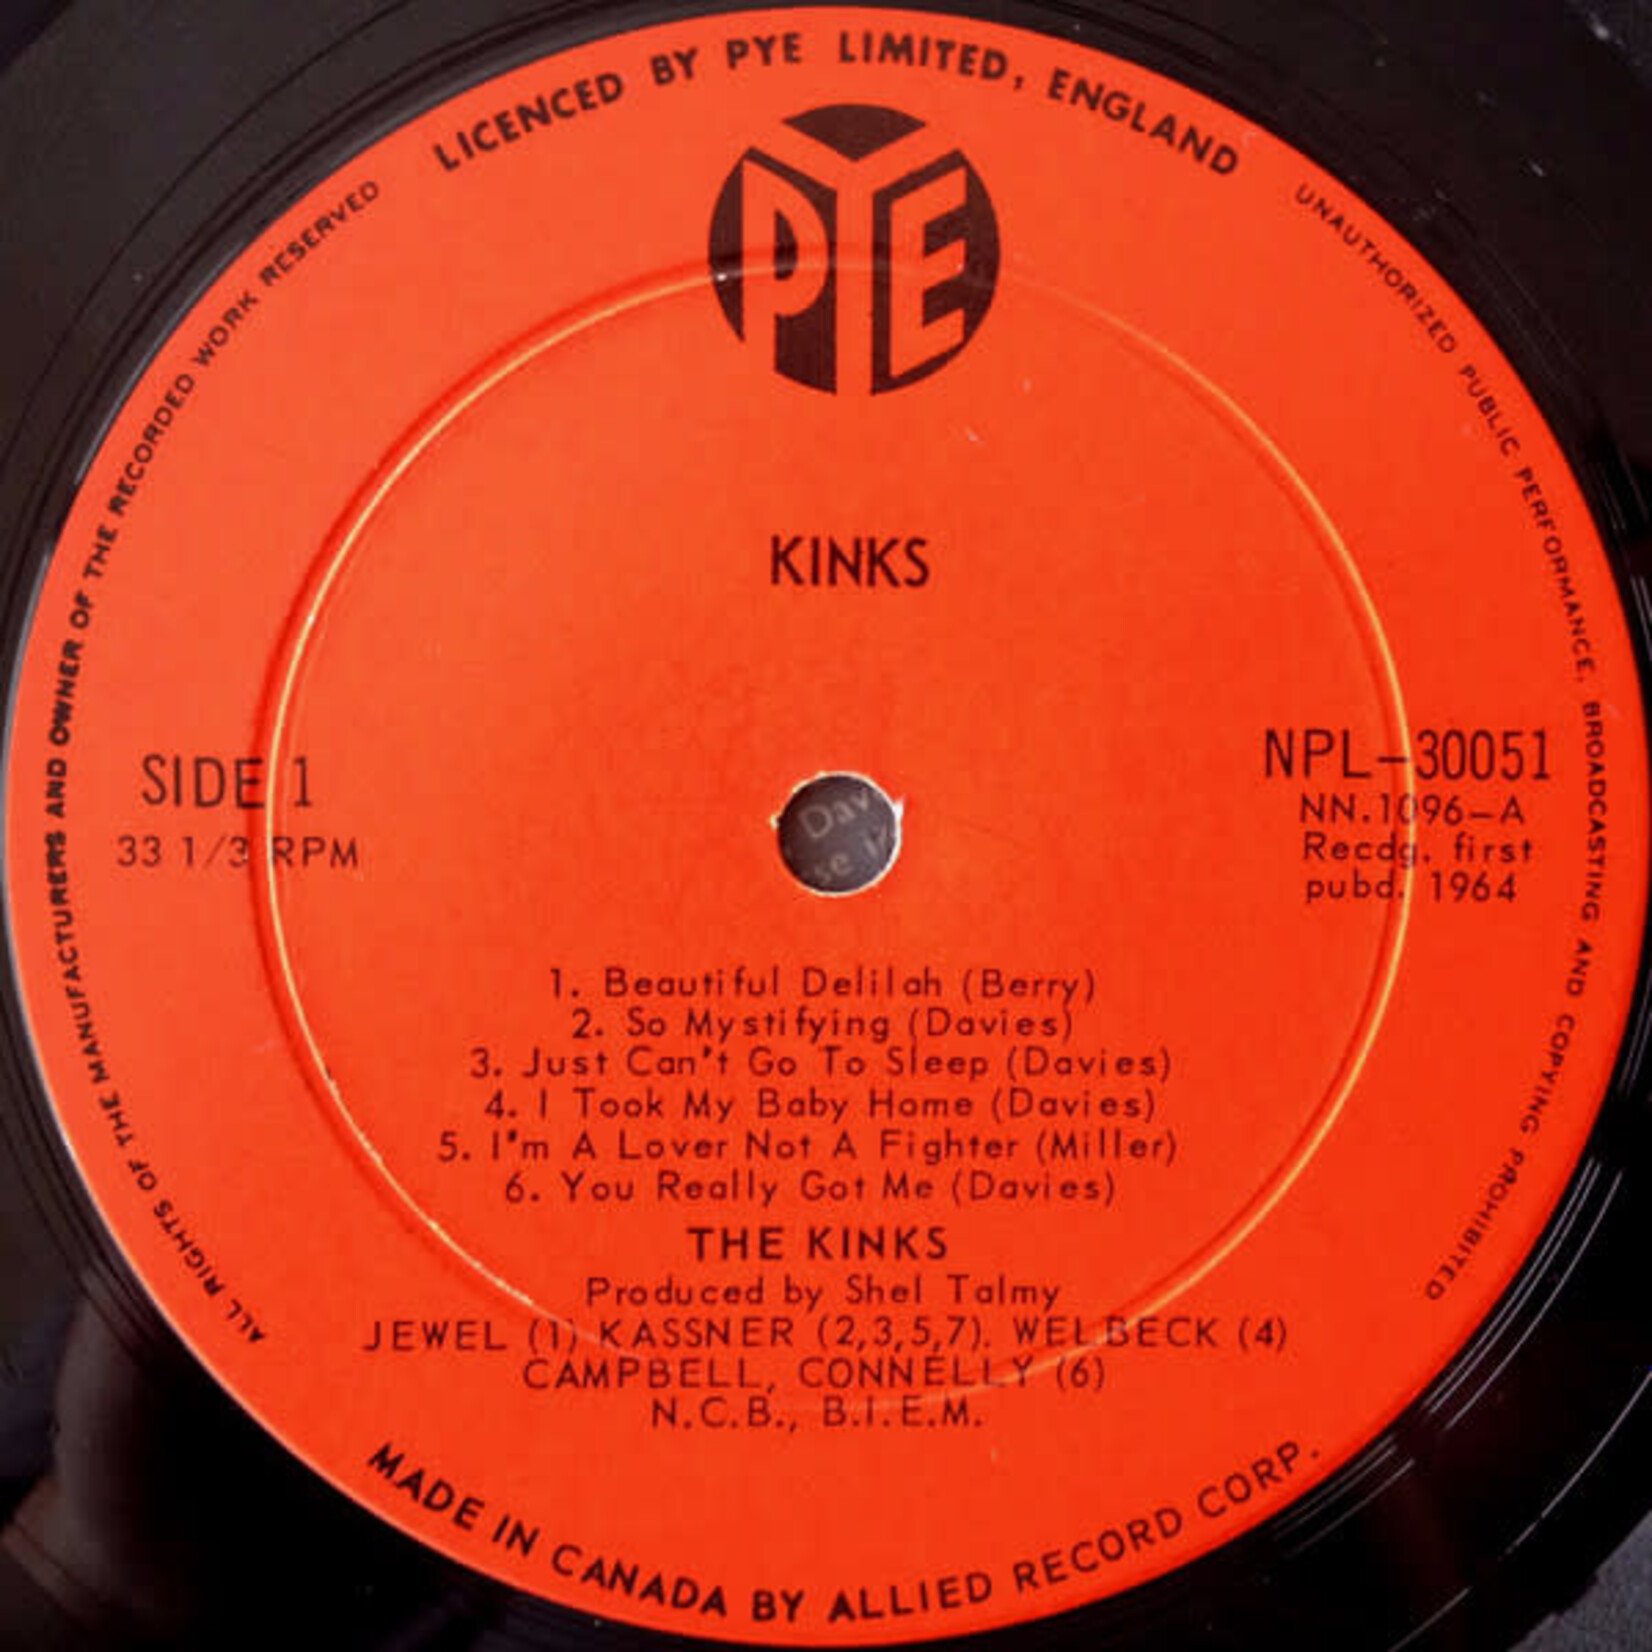 LICENCED BY PYE LIMITED, ENGLAND
PYE
UNAUTHORIZED PUBLIC PERFORMANCE, BROADCASTING AND COPYING PROHIBITED
ALL RIGHTS OF THE MANUFACTURERS AND OWNER OF THE RECORDED WORK RESERVED
KINKS
SIDE 1
33 1/3 RPM
NPL-30051
NN.1096-A
Recdg. first
pubd. 1964
Dav
se
1. Beautiful Delilah (Berry)
2. So Mystifying (Davies)
3. Just Can't Go To Sleep (Davies)
4. I Took My Baby Home (Davies)
5. I'm A Lover Not A Fighter (Miller)
6. You Really Got Me (Davies)
THE KINKS
Produced by Shel Talmy
JEWEL (1) KASSNER (2,3,5,7). WELBECK (4)
CAMPBELL, CONNELLY (6)
N.C.B., B.I.E.M.
MADE IN CANADA BY ALLIED RECORD CORP.